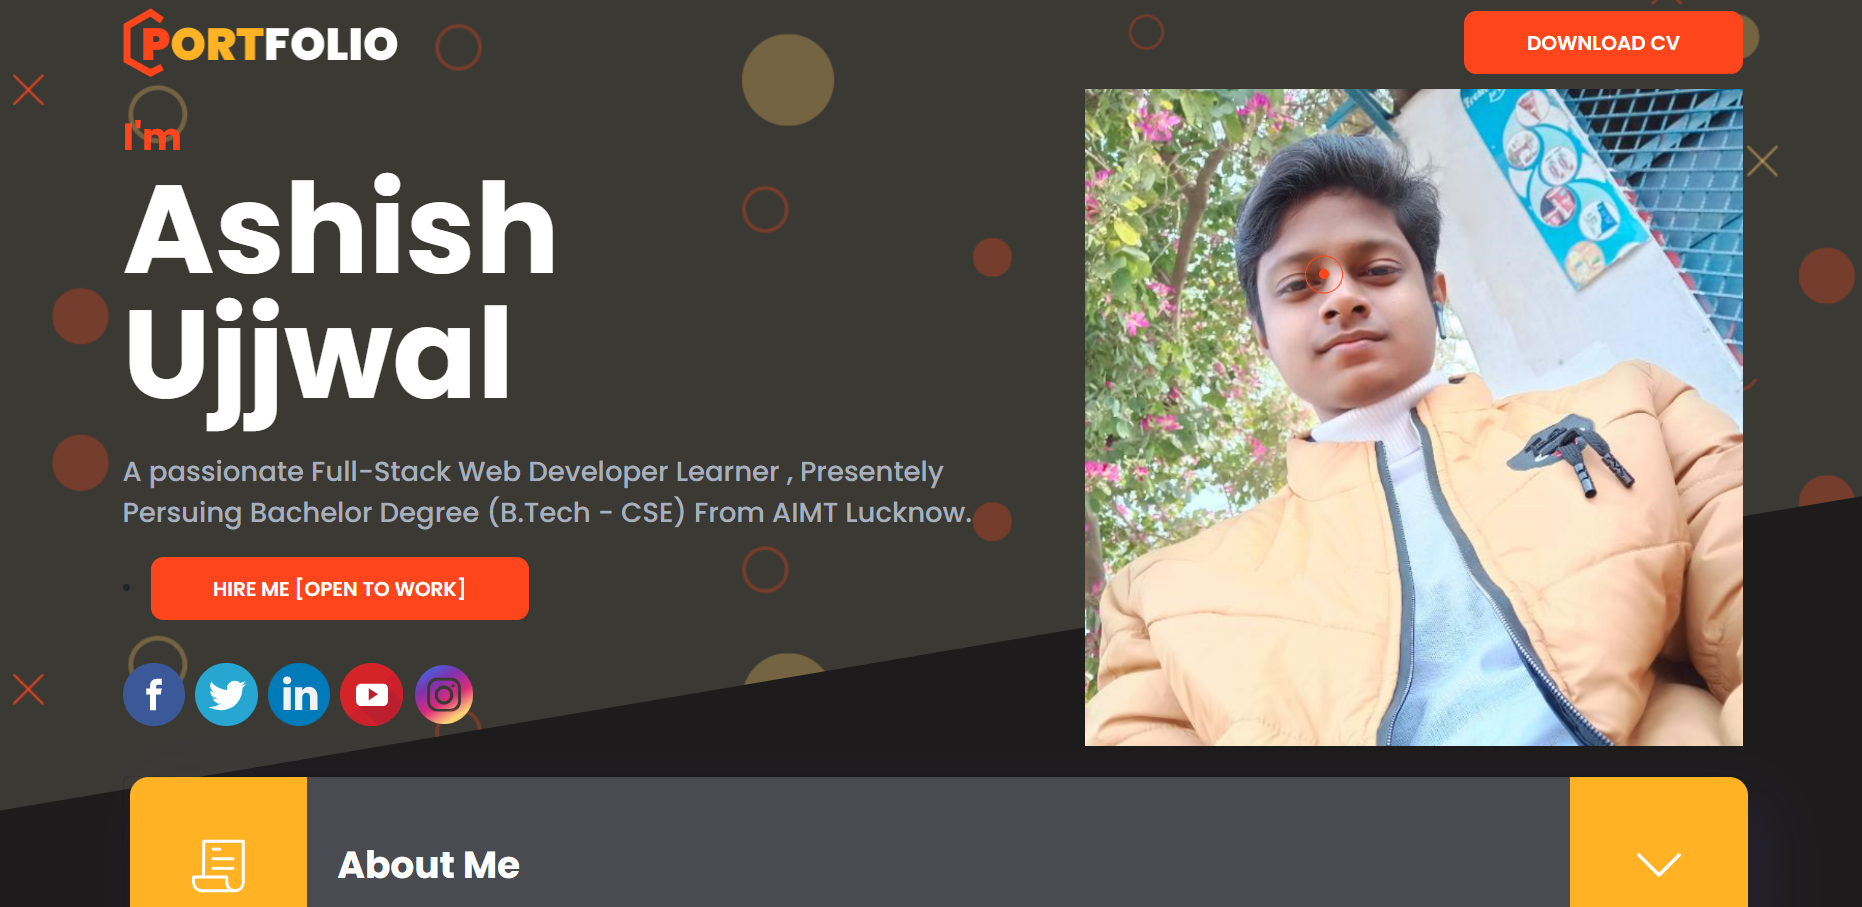 PORTFOLIO
DOWNLOAD CV
I'm
Ashish
Ujjwal
A passionate Full-Stack Web Developer Learner , Presentely
Persuing Bachelor Degree (B.Tech - CSE) From AIMT Lucknow.
HIRE ME [OPEN TO WORK]
About Me